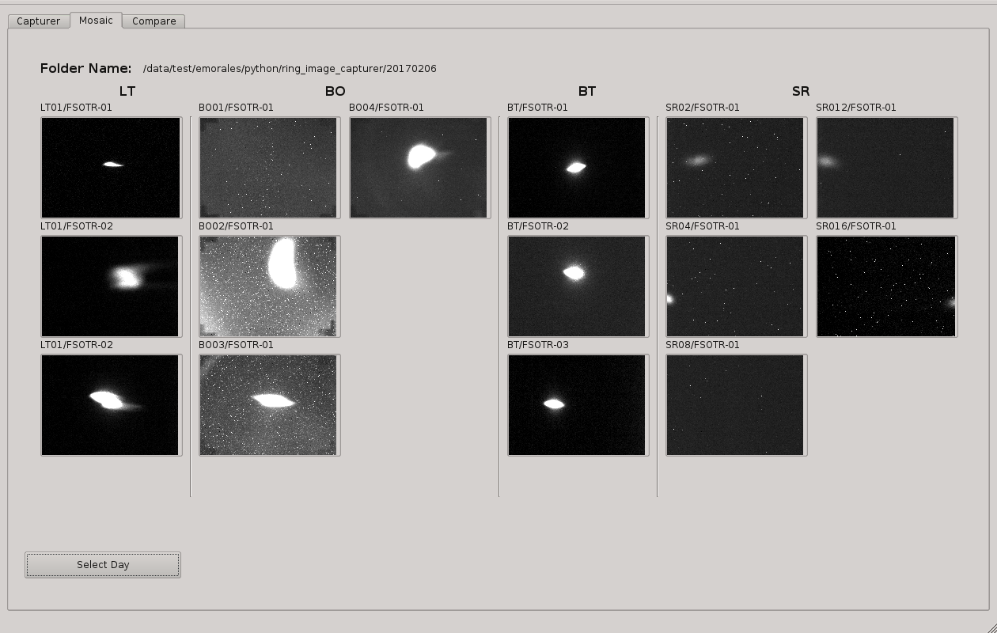 Capturer Mosaic Compare
Folder Name: /data/test/emorales/python/ring_image_capturer/20170206
LT BO BT SR
LT01/FSOTR-01 BO01/FSOTR-01 BO04/FSOTR-01 BT/FSOTR-01 SR02/FSOTR-01 SR012/FSOTR-01
LT01/FSOTR-02 BO02/FSOTR-01 BT/FSOTR-02 SR04/FSOTR-01 SR016/FSOTR-01
LT01/FSOTR-02 BO03/FSOTR-01 BT/FSOTR-03 SR08/FSOTR-01
Select Day